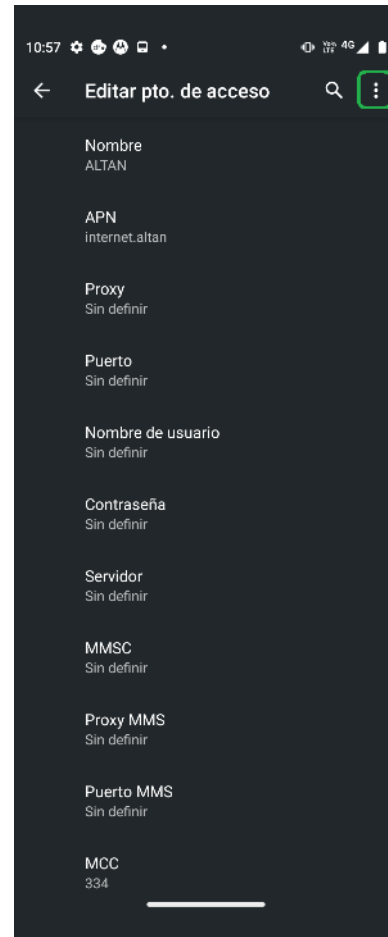 10:57 VoLTE 4G
Editar pto. de acceso
Nombre
ALTAN
APN
internet.altan
Proxy
Sin definir
Puerto
Sin definir
Nombre de usuario
Sin definir
Contraseña
Sin definir
Servidor
Sin definir
MMSC
Sin definir
Proxy MMS
Sin definir
Puerto MMS
Sin definir
MCC
334